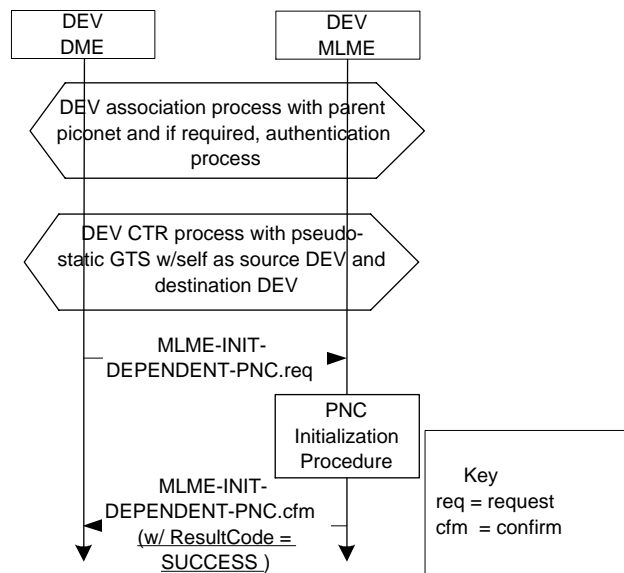 DEV
DME
DEV
MLME
DEV association process with parent
piconet and if required, authentication
process
DEV CTR process with pseudo-
static GTS w/self as source DEV and
destination DEV
MLME-INIT-
DEPENDENT-PNC.req
PNC
Initialization
Procedure
MLME-INIT-
DEPENDENT-PNC.cfm
(w/ ResultCode =
SUCCESS )
Key
req = request
cfm = confirm